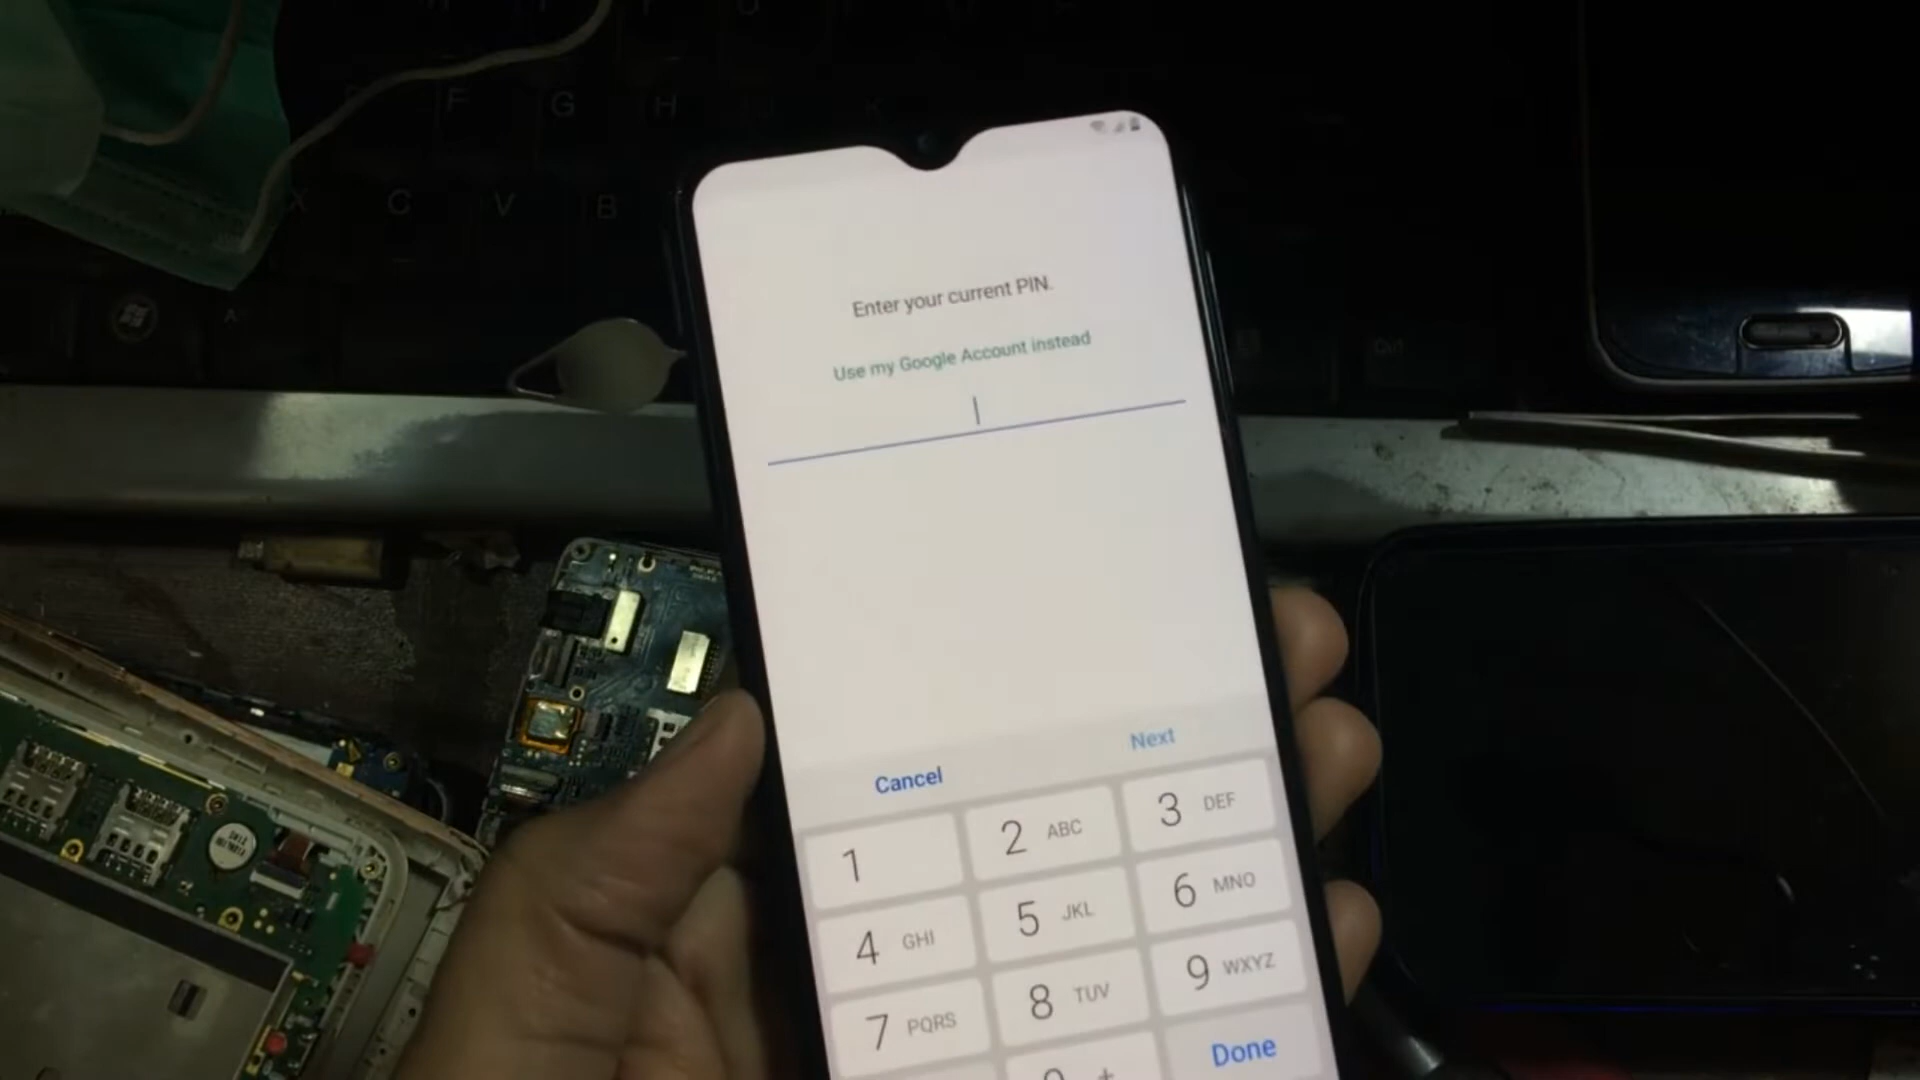 F G H K
X C V B
A
Enter your current PIN.
Use my Google Account instead
Cancel Next
1 2 ABC 3 DEF
4 GHI 5 JKL 6 MNO
7 PQRS 8 TUV 9 WXYZ
0 + Done